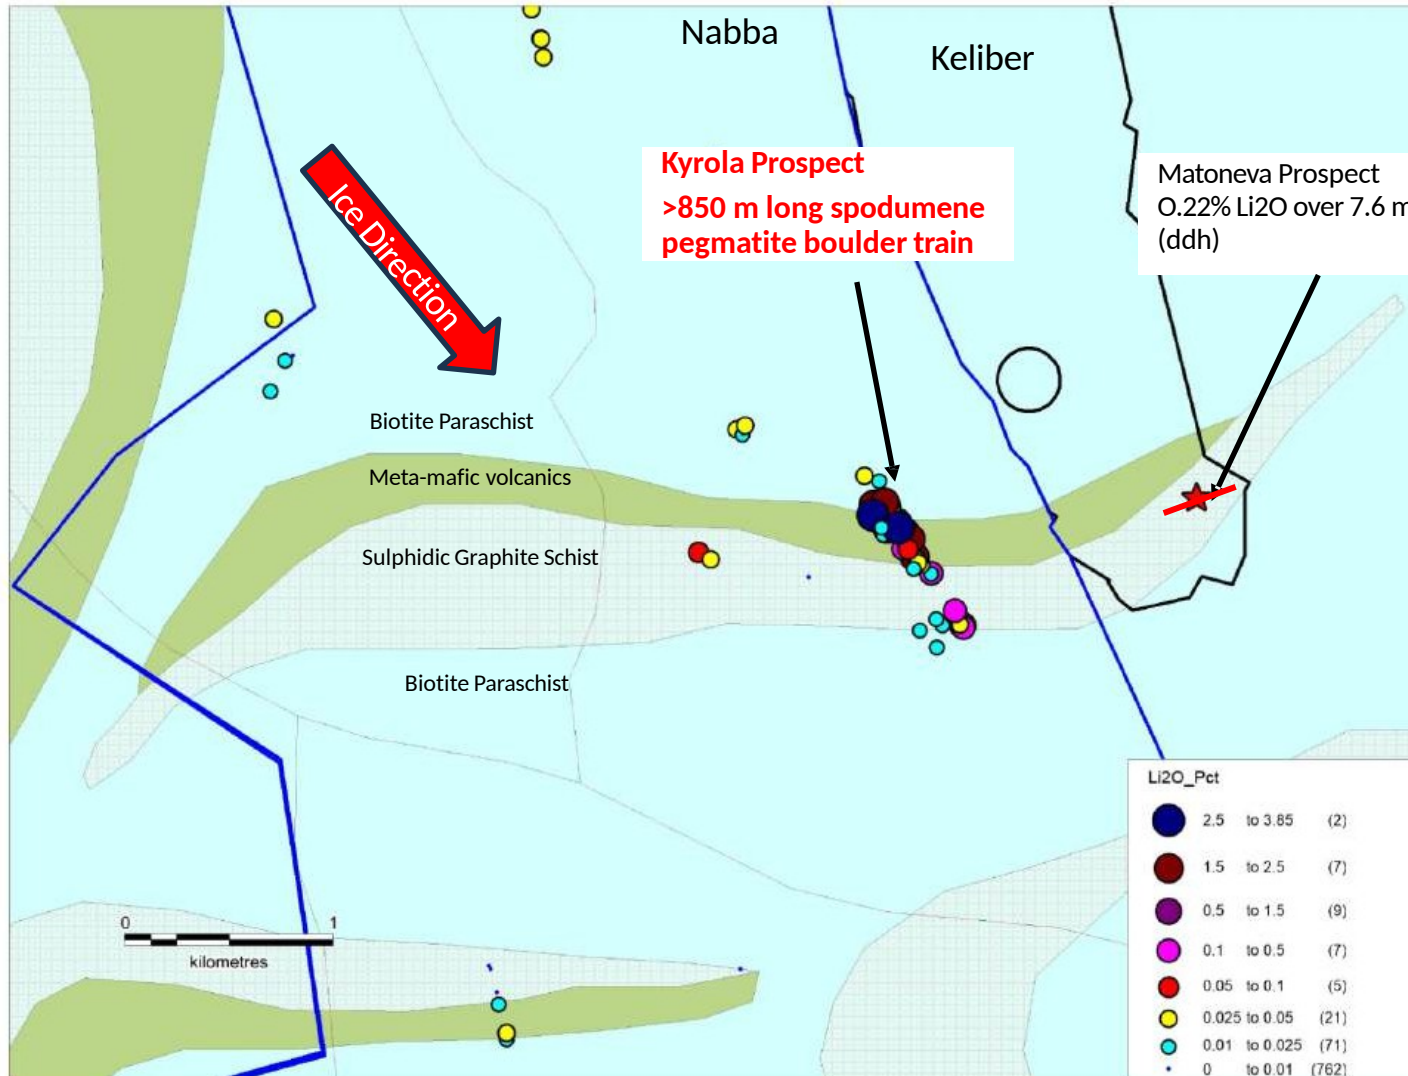 Nabba
Keliber
Kyrola Prospect
>850 m long spodumene
pegmatite boulder train
Matoneva Prospect
O.22% Li2O over 7.6 m
(ddh)
Ice Direction
Biotite Paraschist
Meta-mafic volcanics
Sulphidic Graphite Schist
Biotite Paraschist
0 1
kilometres
Li2O_Pct
2.5 to 3.85 (2)
1.5 to 2.5 (7)
0.5 to 1.5 (9)
0.1 to 0.5 (7)
0.05 to 0.1 (5)
0.025 to 0.05 (21)
0.01 to 0.025 (71)
0 to 0.01 (762)